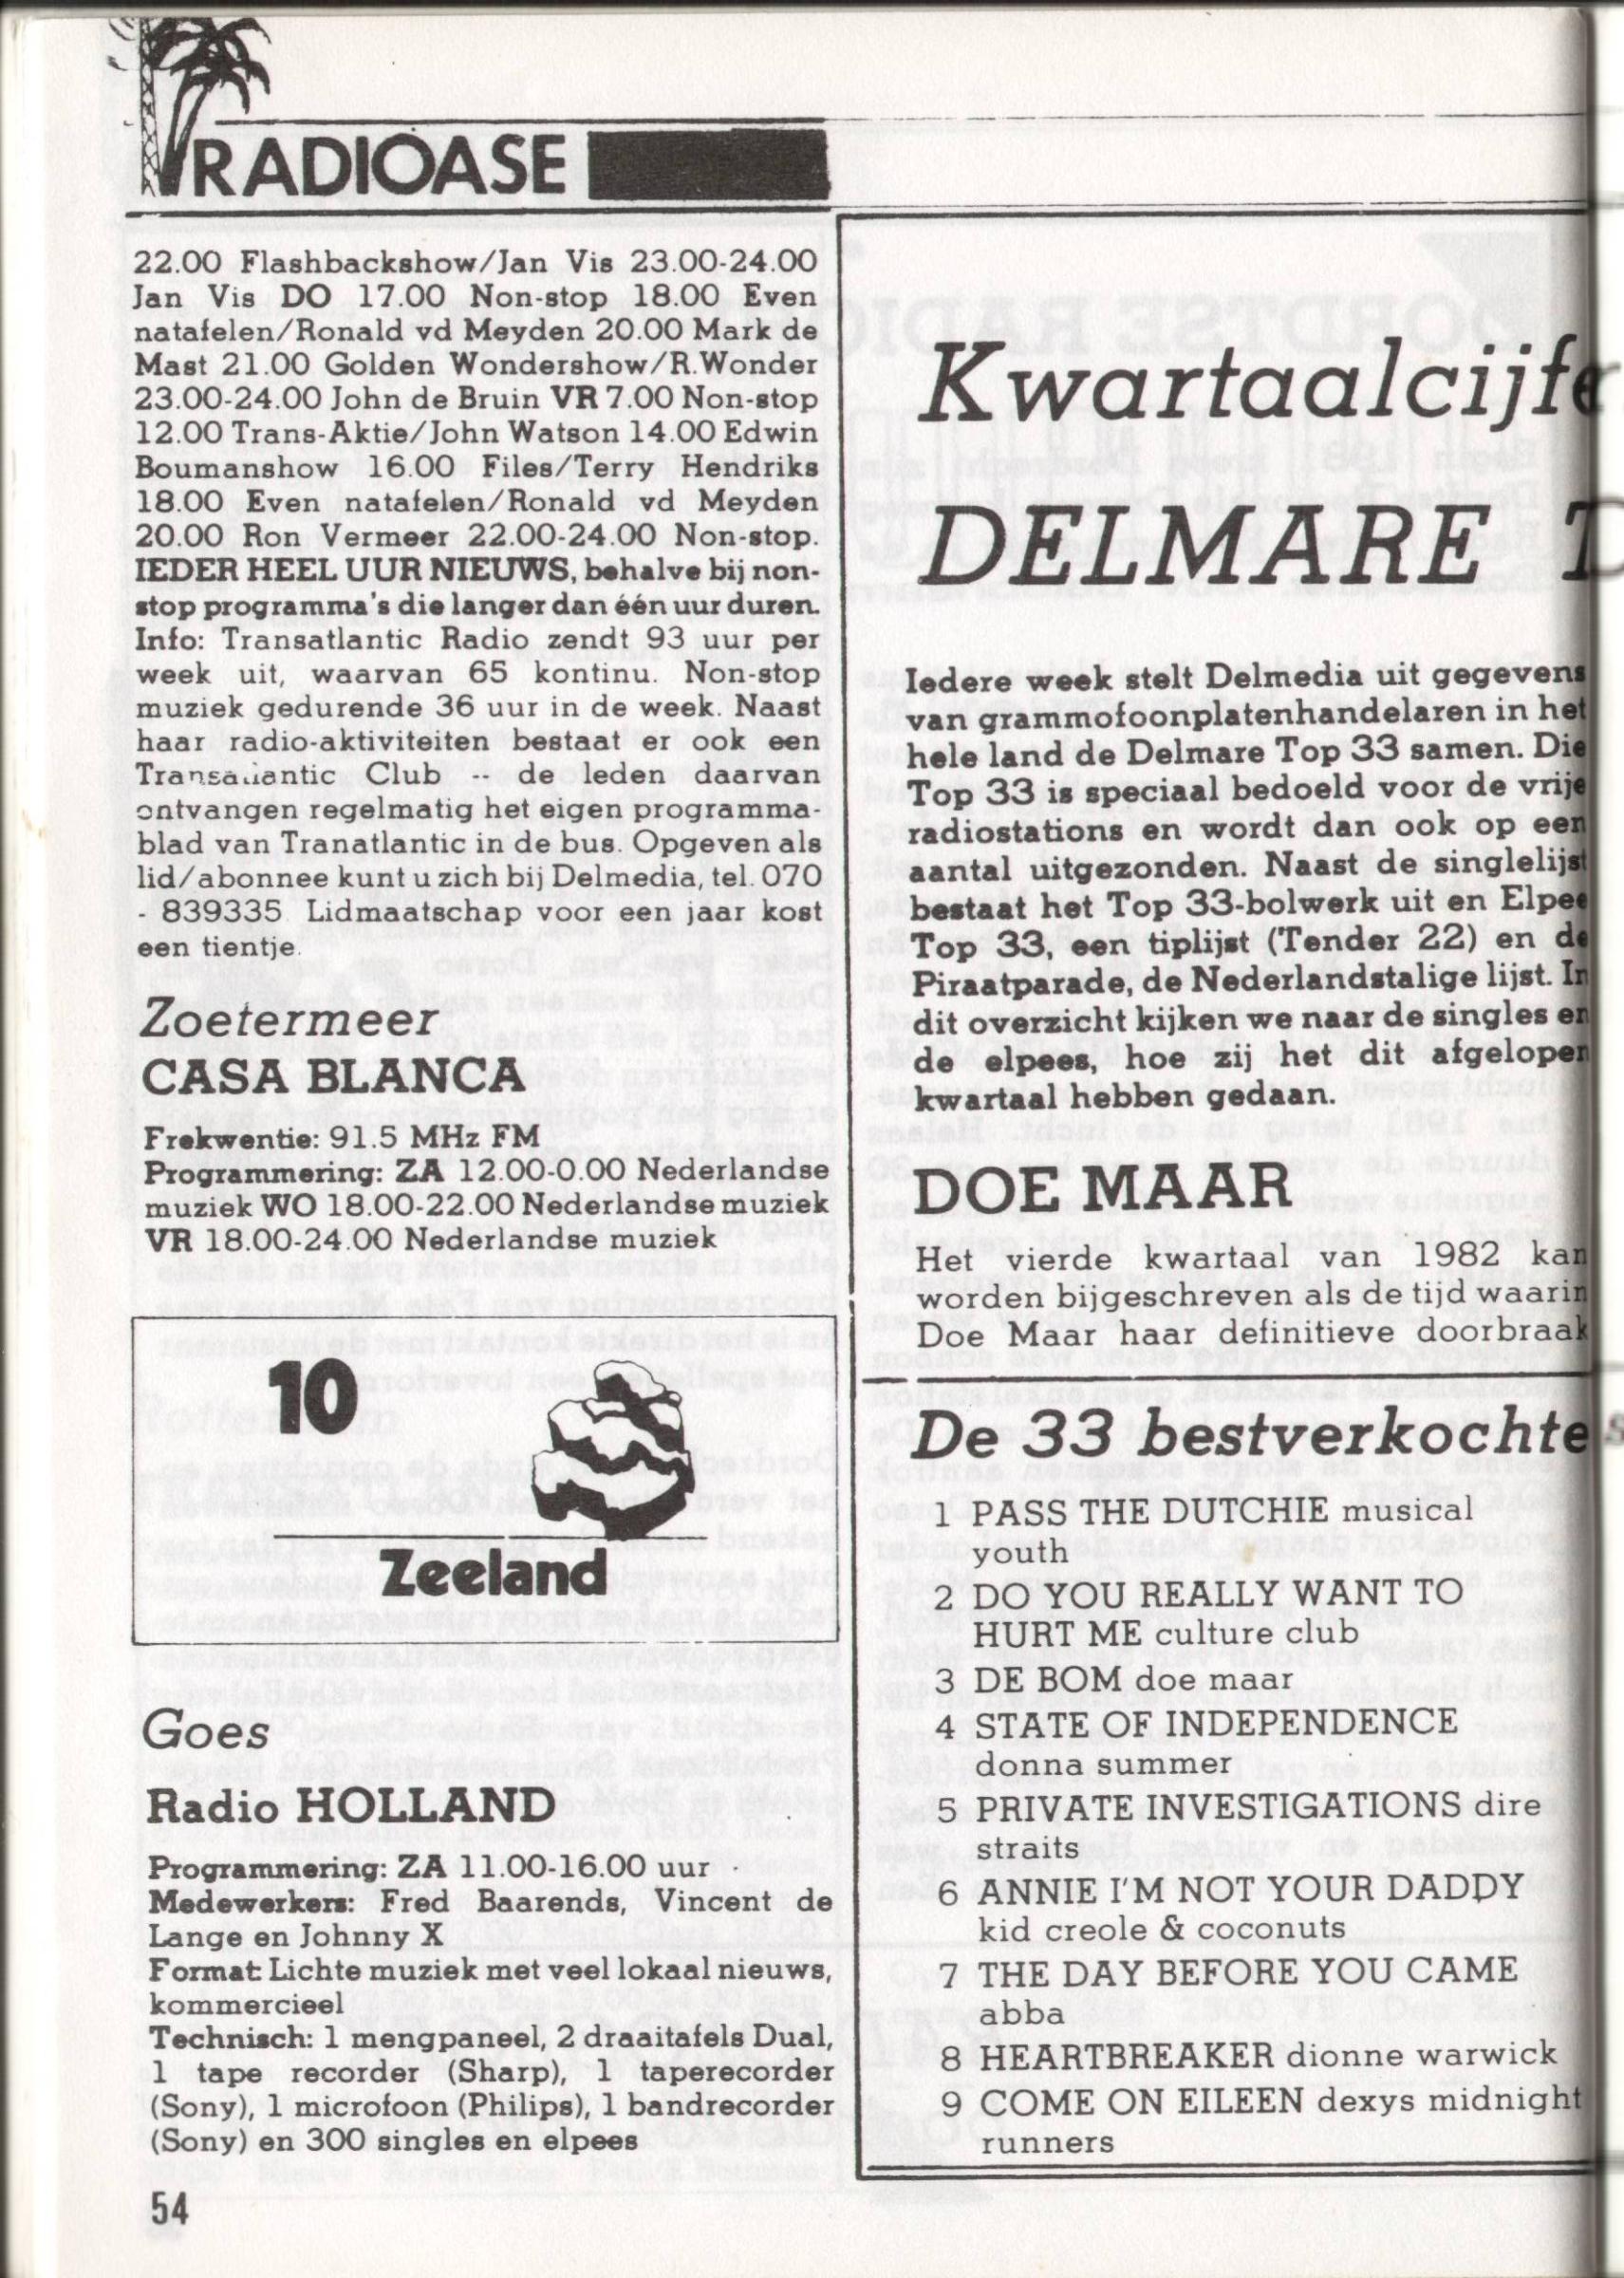 RADIOASE
22.00 Flashbackshow/Jan Vis 23.00-24.00
Jan Vis DO 17.00 Non-stop 18.00 Even
natafelen/Ronald vd Meyden 20.00 Mark de
Mast 21.00 Golden Wondershow/R.Wonder
23.00-24.00 John de Bruin VR 7.00 Non-stop
12.00 Trans-Aktie/John Watson 14.00 Edwin
Boumanshow 16.00 Files/Terry Hendriks
18.00 Even natafelen/Ronald vd Meyden
20.00 Ron Vermeer 22.00-24.00 Non-stop.
IEDER HEEL UUR NIEUWS, behalve bij non-
stop programma's die langer dan één uur duren.
Info: Transatlantic Radio zendt 93 uur per
week uit, waarvan 65 kontinu. Non-stop
muziek gedurende 36 uur in de week. Naast
haar radio-aktiviteiten bestaat er ook een
Transatlantic Club -- de leden daarvan
ontvangen regelmatig het eigen programma-
blad van Tranatlantic in de bus. Opgeven als
lid/abonnee kunt u zich bij Delmedia, tel. 070
- 839335 Lidmaatschap voor een jaar kost
een tientje.
Zoetermeer
CASA BLANCA
Frekwentie: 91.5 MHz FM
Programmering: ZA 12.00-0.00 Nederlandse
muziek WO 18.00-22.00 Nederlandse muziek
VR 18.00-24.00 Nederlandse muziek
10
Zeeland
Goes
Radio HOLLAND
Programmering: ZA 11.00-16.00 uur
Medewerkers: Fred Baarends, Vincent de
Lange en Johnny X
Format: Lichte muziek met veel lokaal nieuws,
kommercieel
Technisch: 1 mengpaneel, 2 draaitafels Dual,
1 tape recorder (Sharp), 1 taperecorder
(Sony), 1 microfoon (Philips), 1 bandrecorder
(Sony) en 300 singles en elpees
54
Kwartaalcijfe
DELMARE T
Iedere week stelt Delmedia uit gegevens
van grammofoonplatenhandelaren in het
hele land de Delmare Top 33 samen. Die
Top 33 is speciaal bedoeld voor de vrije
radiostations en wordt dan ook op een
aantal uitgezonden. Naast de singlelijst
bestaat het Top 33-bolwerk uit en Elpee
Top 33, een tiplijst (Tender 22) en de
Piraatparade, de Nederlandstalige lijst. In
dit overzicht kijken we naar de singles en
de elpees, hoe zij het dit afgelopen
kwartaal hebben gedaan.
DOE MAAR
Het vierde kwartaal van 1982 kan
worden bijgeschreven als de tijd waarin
Doe Maar haar definitieve doorbraak
De 33 bestverkochte
1 PASS THE DUTCHIE musical
youth
2 DO YOU REALLY WANT TO
HURT ME culture club
3 DE BOM doe maar
4 STATE OF INDEPENDENCE
donna summer
5 PRIVATE INVESTIGATIONS dire
straits
6 ANNIE I'M NOT YOUR DADDY
kid creole & coconuts
7 THE DAY BEFORE YOU CAME
abba
8 HEARTBREAKER dionne warwick
9 COME ON EILEEN dexys midnight
runners